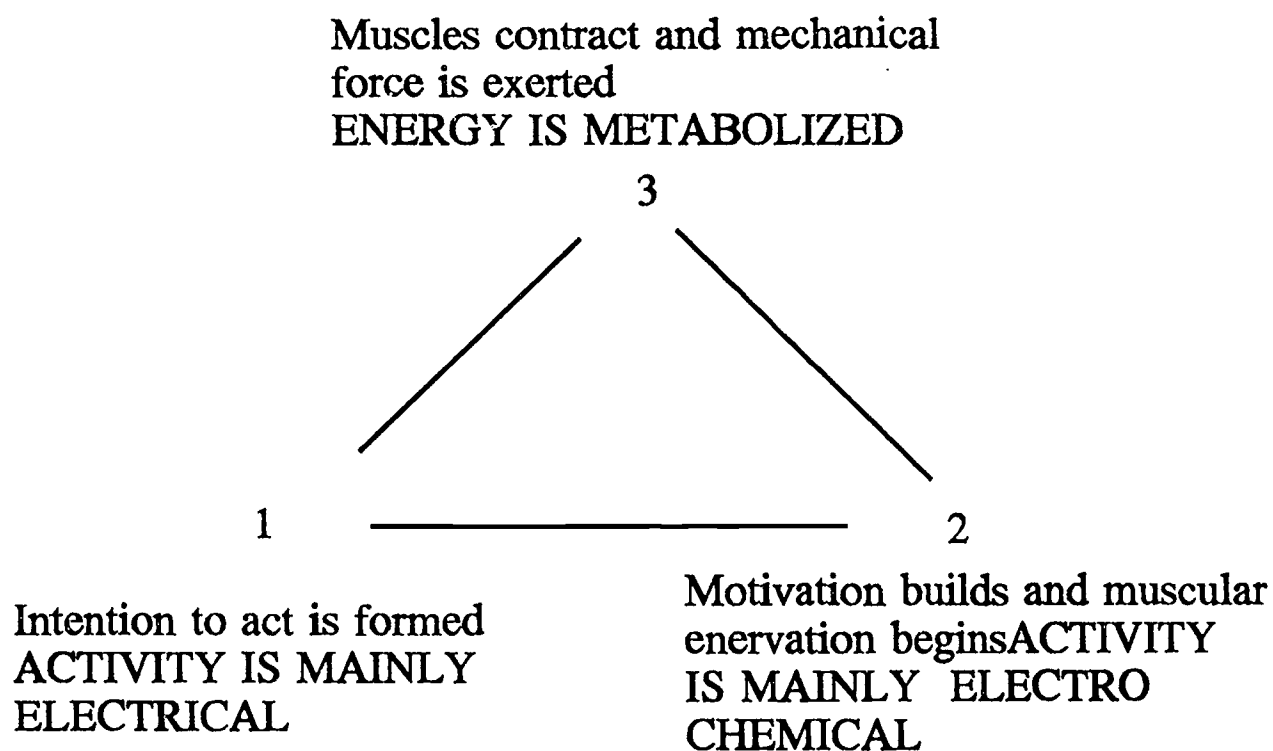 Muscles contract and mechanical
force is exerted
ENERGY IS METABOLIZED
3
1
2
Intention to act is formed
ACTIVITY IS MAINLY
ELECTRICAL
Motivation builds and muscular
enervation beginsACTIVITY
IS MAINLY ELECTRO
CHEMICAL